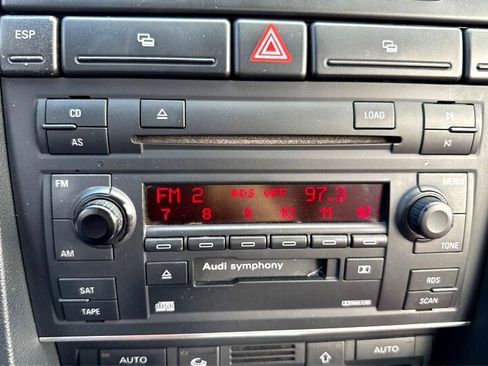 ESP
CD
LOAD
AS
FM
MENU
FM 2 RDS OFF 97.3
7 8 9 10 11 12
AM
TONE
SAT
Audi symphony
RDS
TAPE
SCAN
AUTO
AUTO